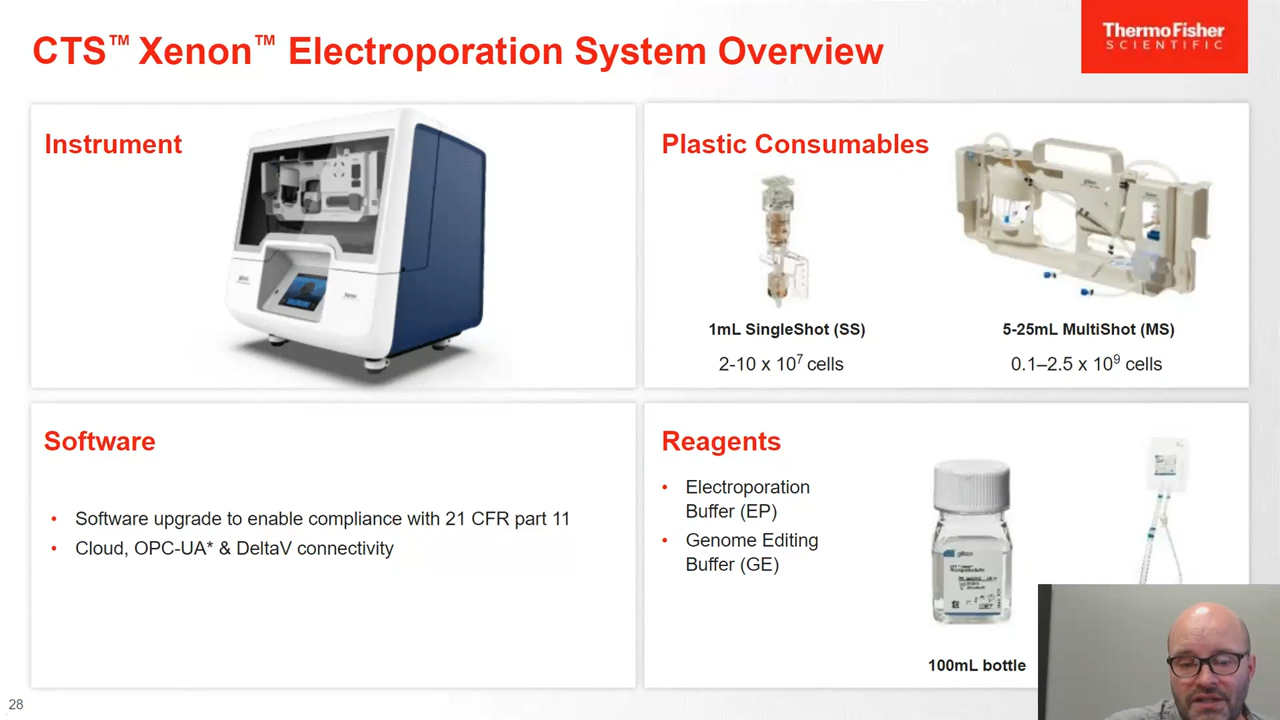 CTS™ Xenon™ Electroporation System Overview
ThermoFisher
SCIENTIFIC
Instrument
Plastic Consumables
1mL SingleShot (SS)
2-10 x 10⁷ cells
5-25mL MultiShot (MS)
0.1–2.5 x 10⁹ cells
Software
• Software upgrade to enable compliance with 21 CFR part 11
• Cloud, OPC-UA* & DeltaV connectivity
Reagents
• Electroporation
Buffer (EP)
• Genome Editing
Buffer (GE)
gibco
100mL bottle
28